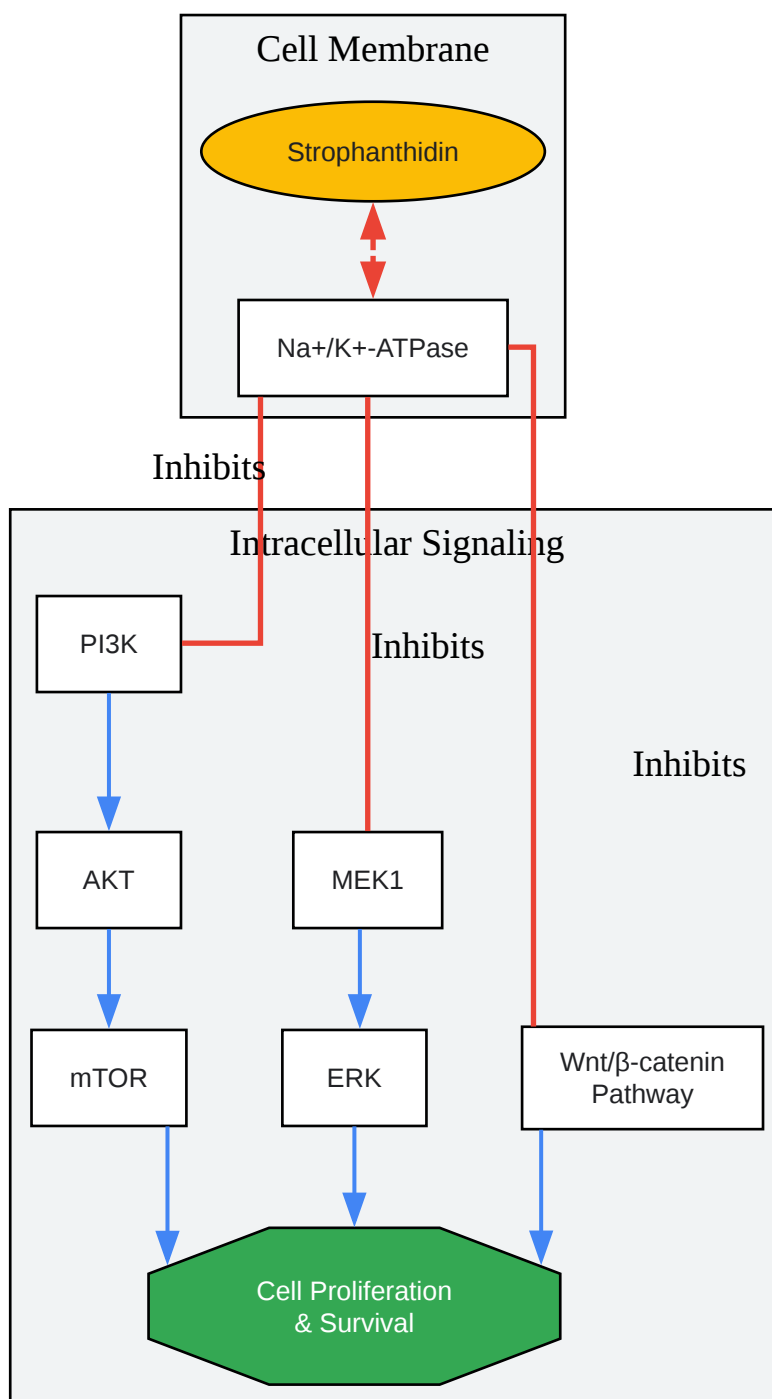 Cell Membrane
Strophanthidin
Na+/K+-ATPase
Inhibits
Intracellular Signaling
PI3K
Inhibits
Inhibits
AKT
MEK1
mTOR
ERK
Wnt/β-catenin
Pathway
Cell Proliferation
& Survival